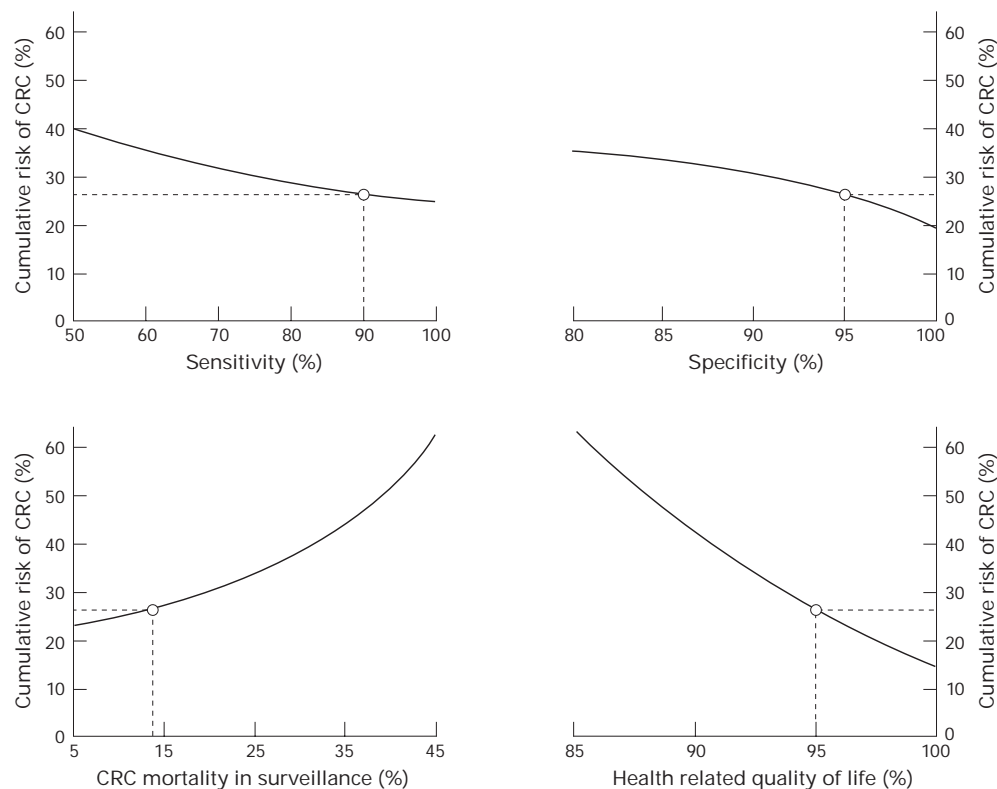 Cumulative risk of CRC (%)
60
50
40
30
20
10
0
50 60 70 80 90 100
Sensitivity (%)
60
50
40
30
20
10
0
Cumulative risk of CRC (%)
80 85 90 95 100
Specificity (%)
Cumulative risk of CRC (%)
60
50
40
30
20
10
0
5 15 25 35 45
CRC mortality in surveillance (%)
60
50
40
30
20
10
0
Cumulative risk of CRC (%)
85 90 95 100
Health related quality of life (%)